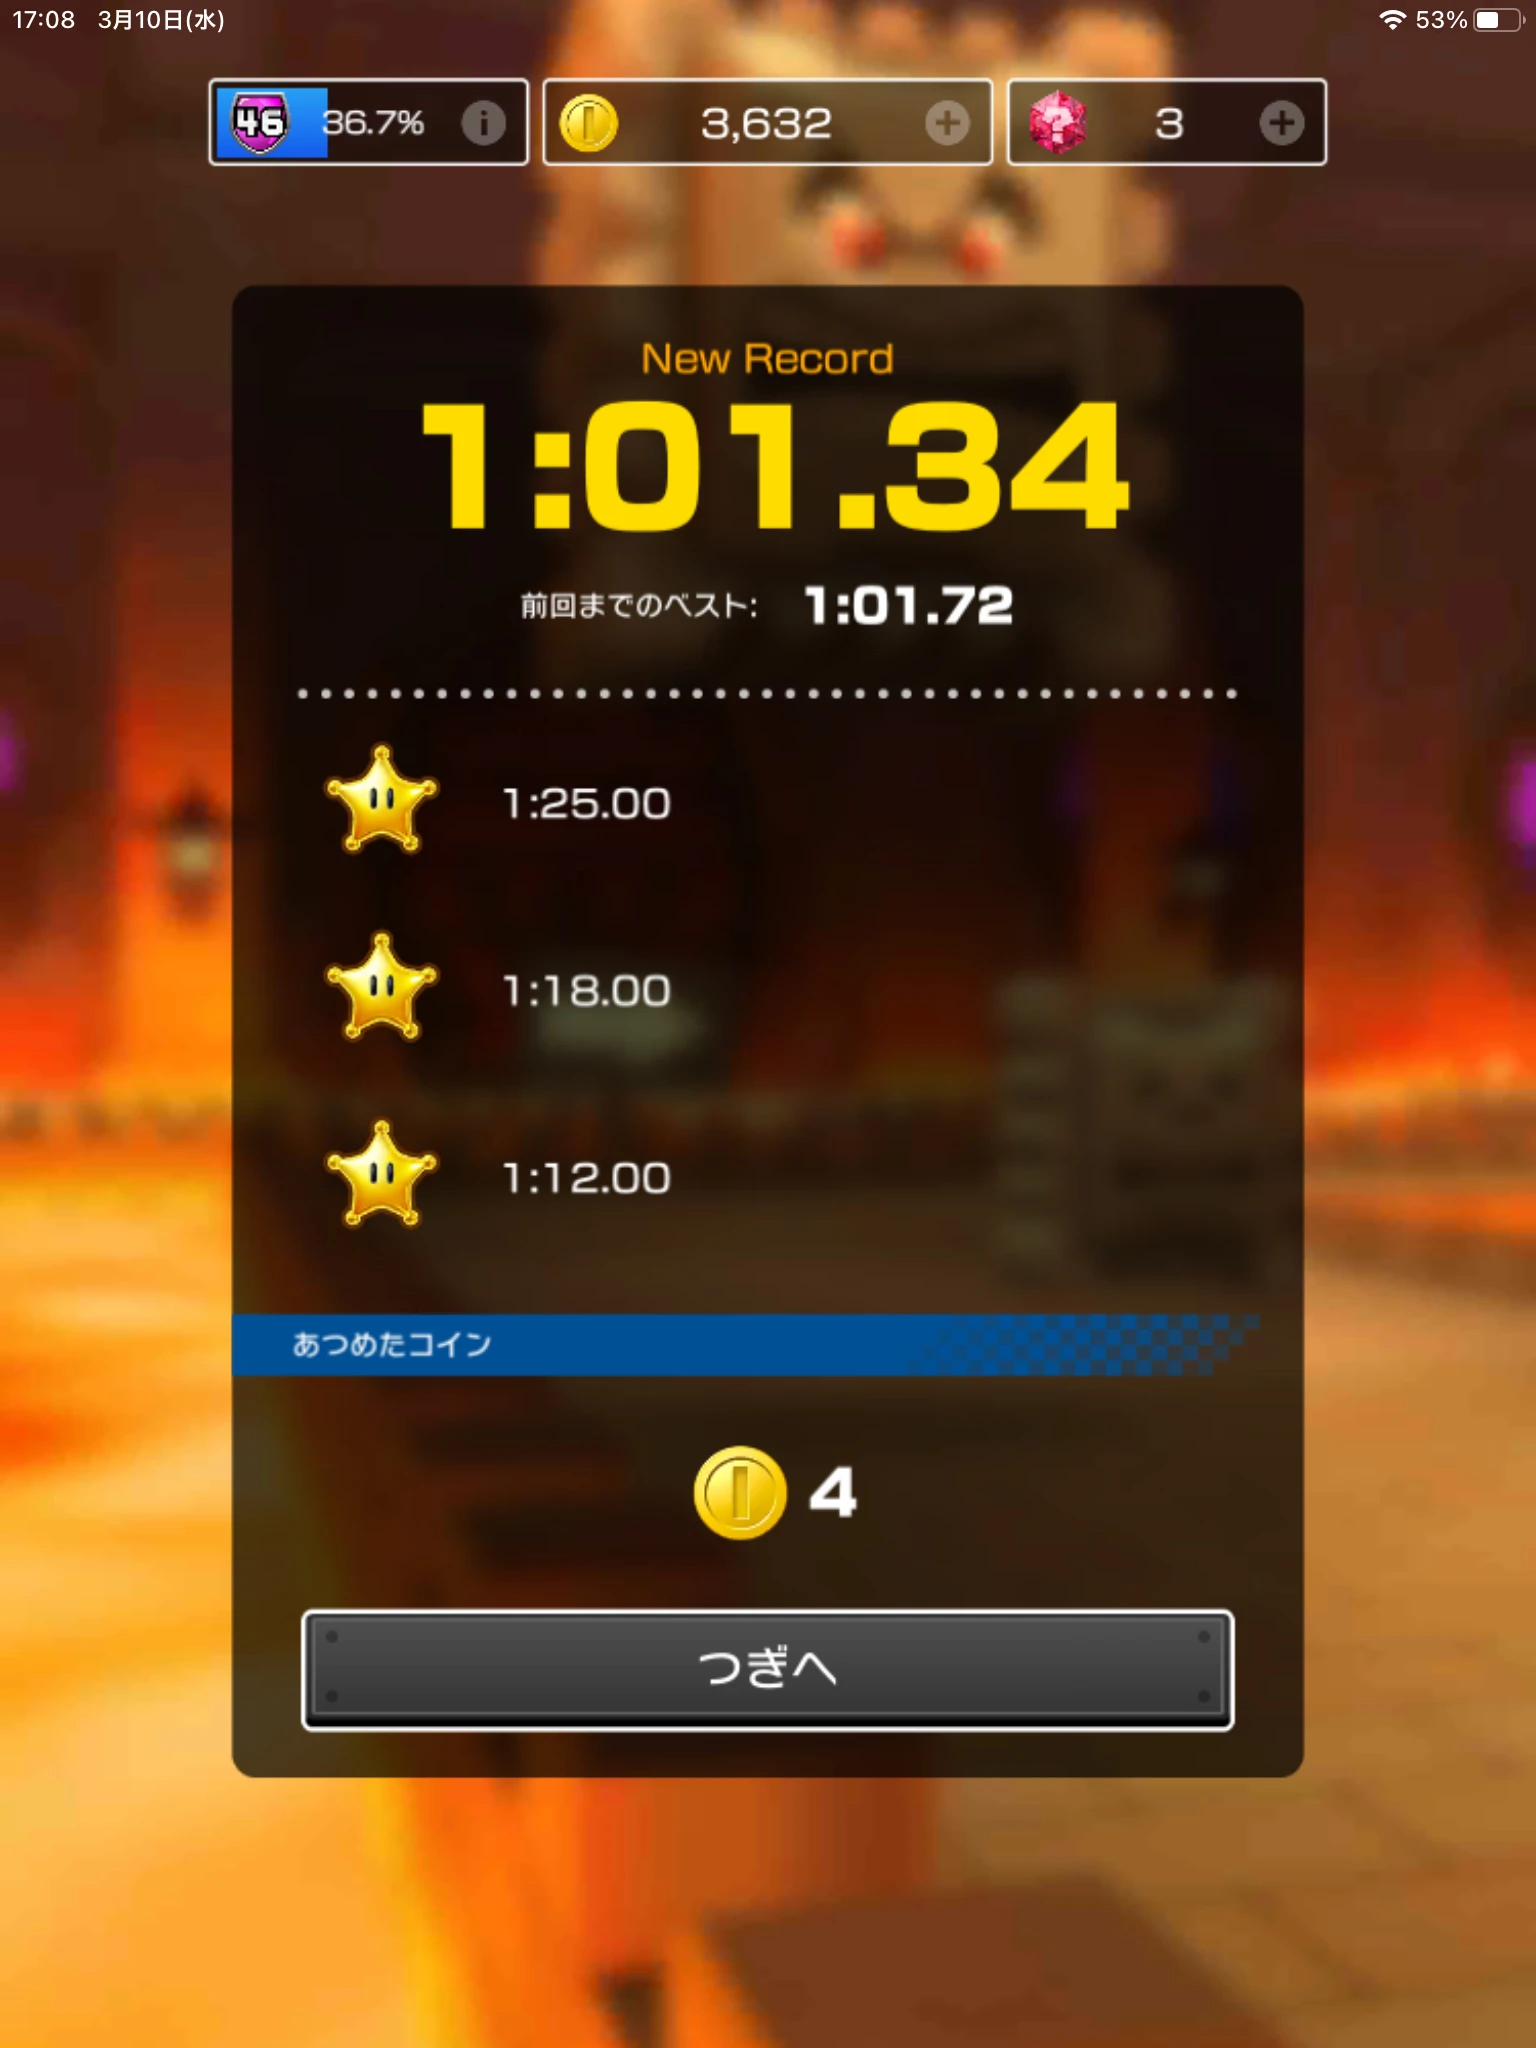 17:08 3月10日(水) 53%
46 36.7% i 3,632 + 3 +
New Record
1:01.34
前回までのベスト: 1:01.72
1:25.00
1:18.00
1:12.00
あつめたコイン
4
つぎへ